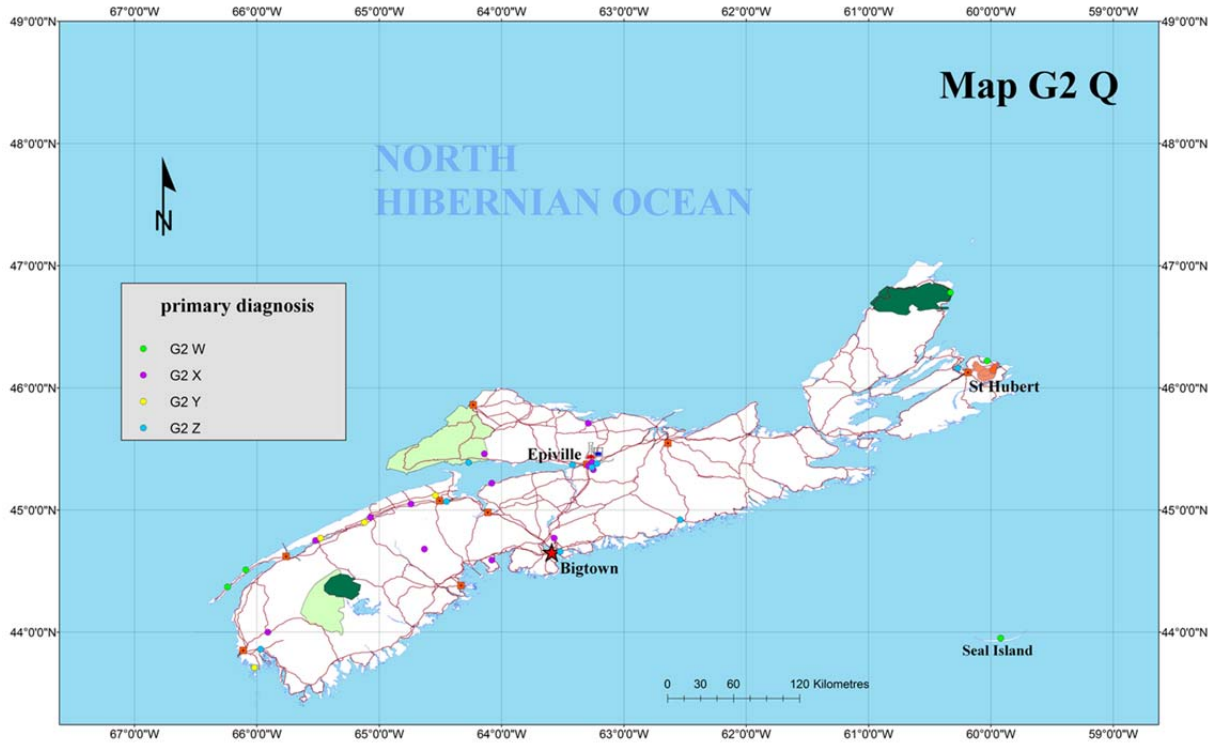 67°0'0"W 66°0'0"W 65°0'0"W 64°0'0"W 63°0'0"W 62°0'0"W 61°0'0"W 60°0'0"W 59°0'0"W
49°0'0"N 49°0'0"N
Map G2 Q
48°0'0"N 48°0'0"N
NORTH
HIBERNIAN OCEAN
N
47°0'0"N 47°0'0"N
primary diagnosis
G2 W
G2 X
G2 Y
G2 Z
46°0'0"N 46°0'0"N
St Hubert
Epiville
45°0'0"N 45°0'0"N
Bigtown
44°0'0"N 44°0'0"N
Seal Island
0 30 60 120 Kilometres
67°0'0"W 66°0'0"W 65°0'0"W 64°0'0"W 63°0'0"W 62°0'0"W 61°0'0"W 60°0'0"W 59°0'0"W